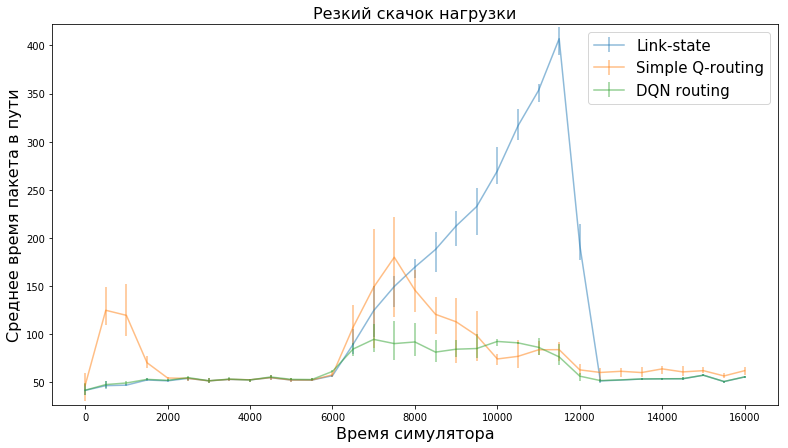 Резкий скачок нагрузки
Среднее время пакета в пути
400
350
300
250
200
150
100
50
Link-state
Simple Q-routing
DQN routing
0 2000 4000 6000 8000 10000 12000 14000 16000
Время симулятора